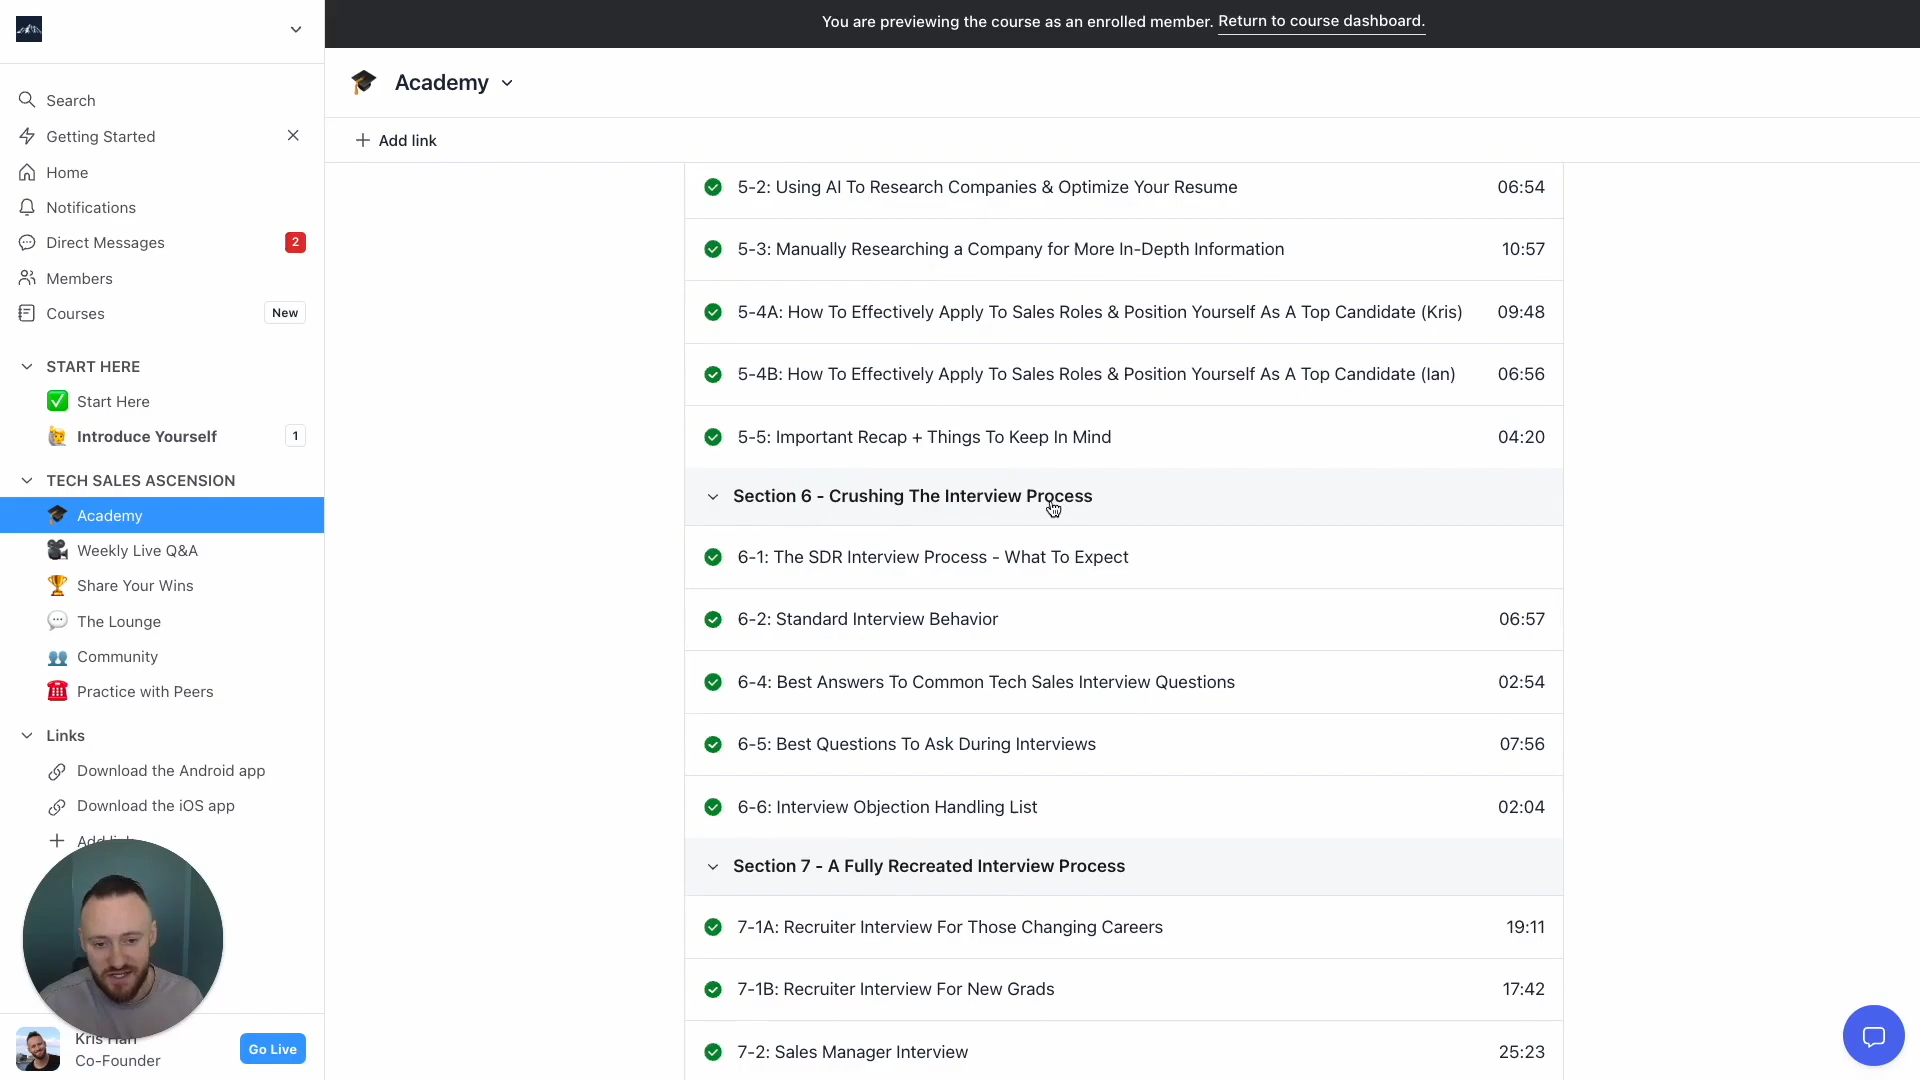 You are previewing the course as an enrolled member. Return to course dashboard.
Search
Getting Started
Home
Notifications
Direct Messages 2
Members
Courses New
START HERE
Start Here
Introduce Yourself 1
TECH SALES ASCENSION
Academy
Weekly Live Q&A
Share Your Wins
The Lounge
Community
Practice with Peers
Links
Download the Android app
Download the iOS app
Kris
Co-Founder
Go Live
Academy
Add link
5-2: Using AI To Research Companies & Optimize Your Resume 06:54
5-3: Manually Researching a Company for More In-Depth Information 10:57
5-4A: How To Effectively Apply To Sales Roles & Position Yourself As A Top Candidate (Kris) 09:48
5-4B: How To Effectively Apply To Sales Roles & Position Yourself As A Top Candidate (Ian) 06:56
5-5: Important Recap + Things To Keep In Mind 04:20
Section 6 - Crushing The Interview Process
6-1: The SDR Interview Process - What To Expect
6-2: Standard Interview Behavior 06:57
6-4: Best Answers To Common Tech Sales Interview Questions 02:54
6-5: Best Questions To Ask During Interviews 07:56
6-6: Interview Objection Handling List 02:04
Section 7 - A Fully Recreated Interview Process
7-1A: Recruiter Interview For Those Changing Careers 19:11
7-1B: Recruiter Interview For New Grads 17:42
7-2: Sales Manager Interview 25:23